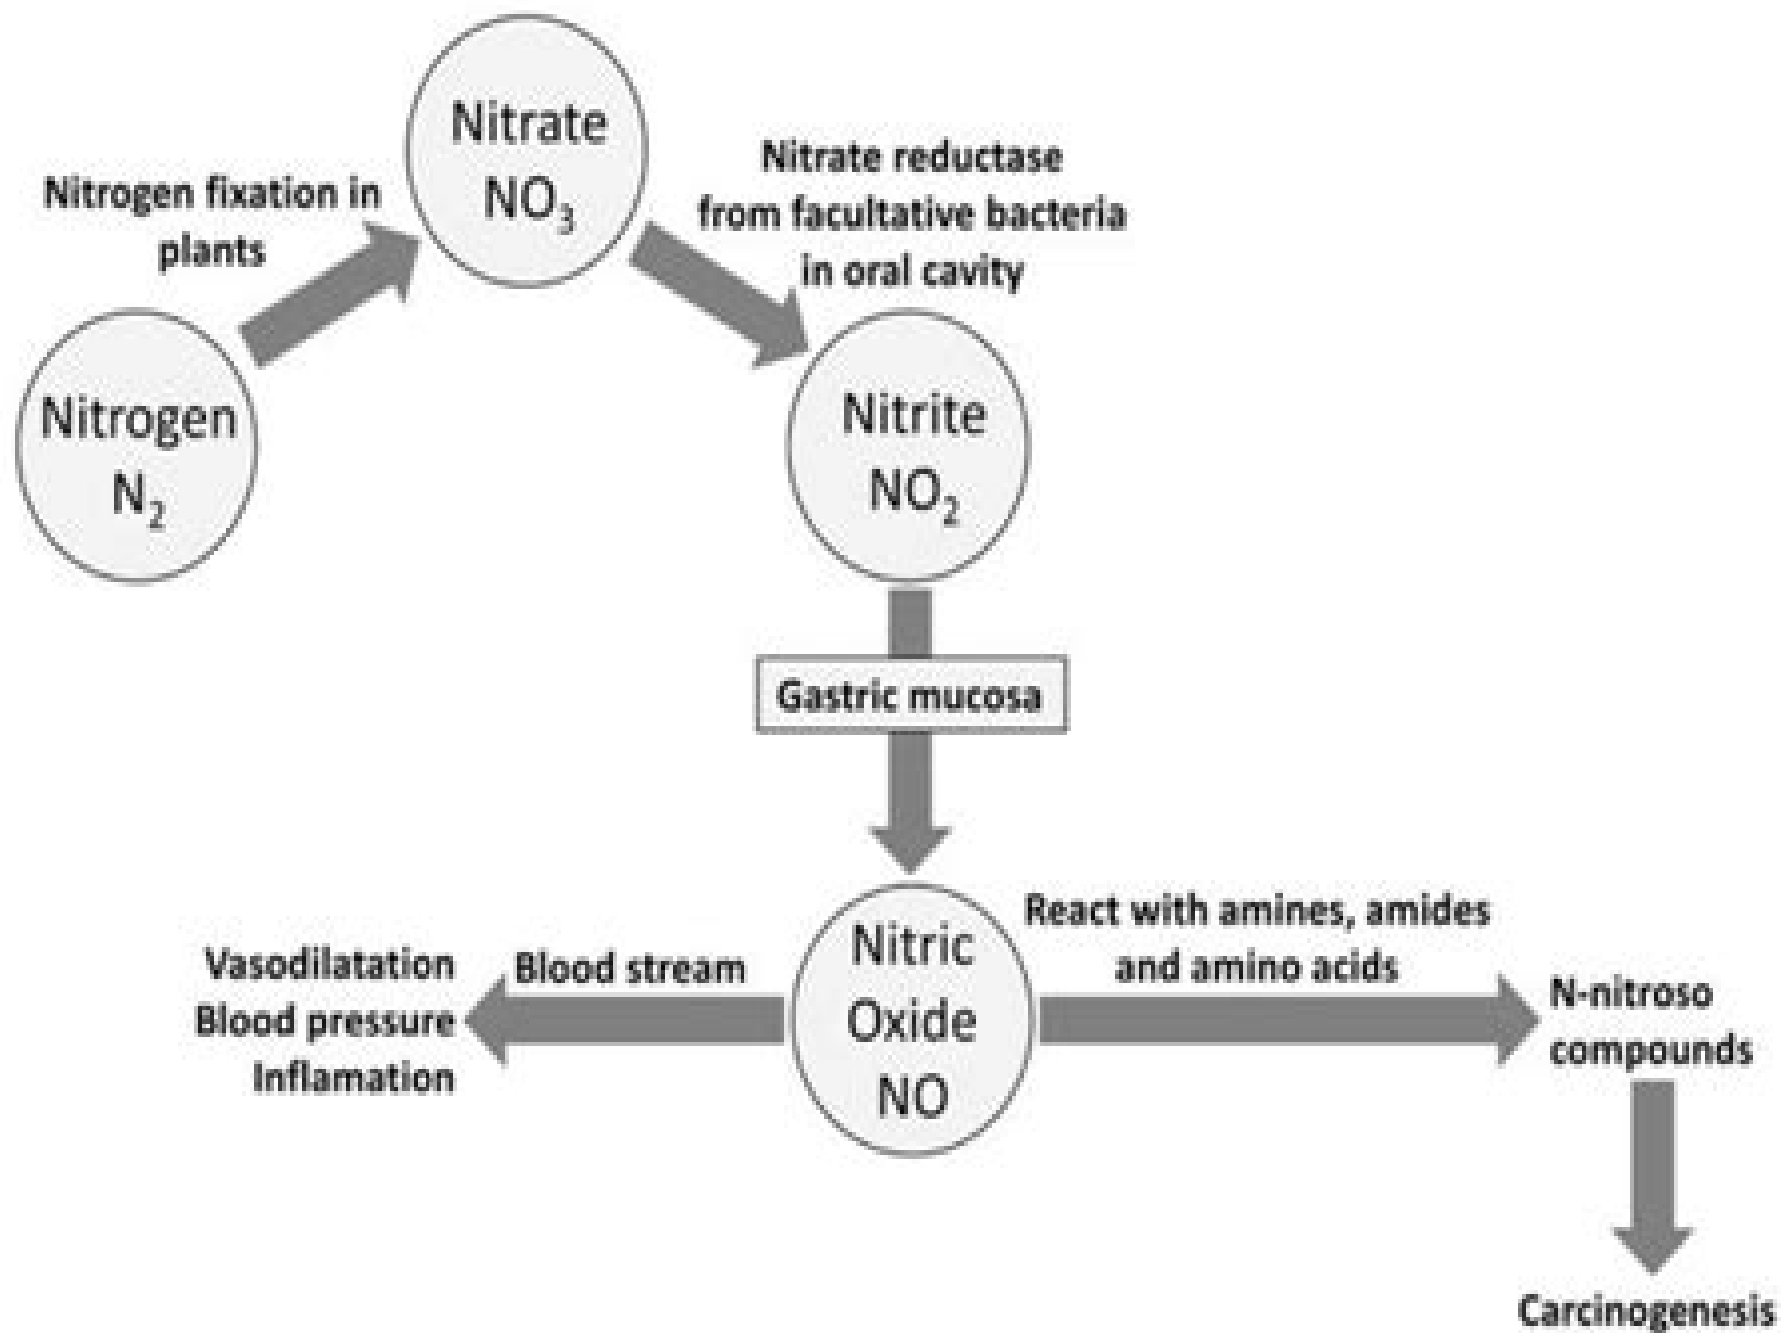 Nitrate
NO₃
Nitrogen fixation in
plants
Nitrate reductase
from facultative bacteria
in oral cavity
Nitrogen
N₂
Nitrite
NO₂
Gastric mucosa
Nitric
Oxide
NO
Blood stream
Vasodilatation
Blood pressure
Inflamation
React with amines, amides
and amino acids
N-nitroso
compounds
Carcinogenesis